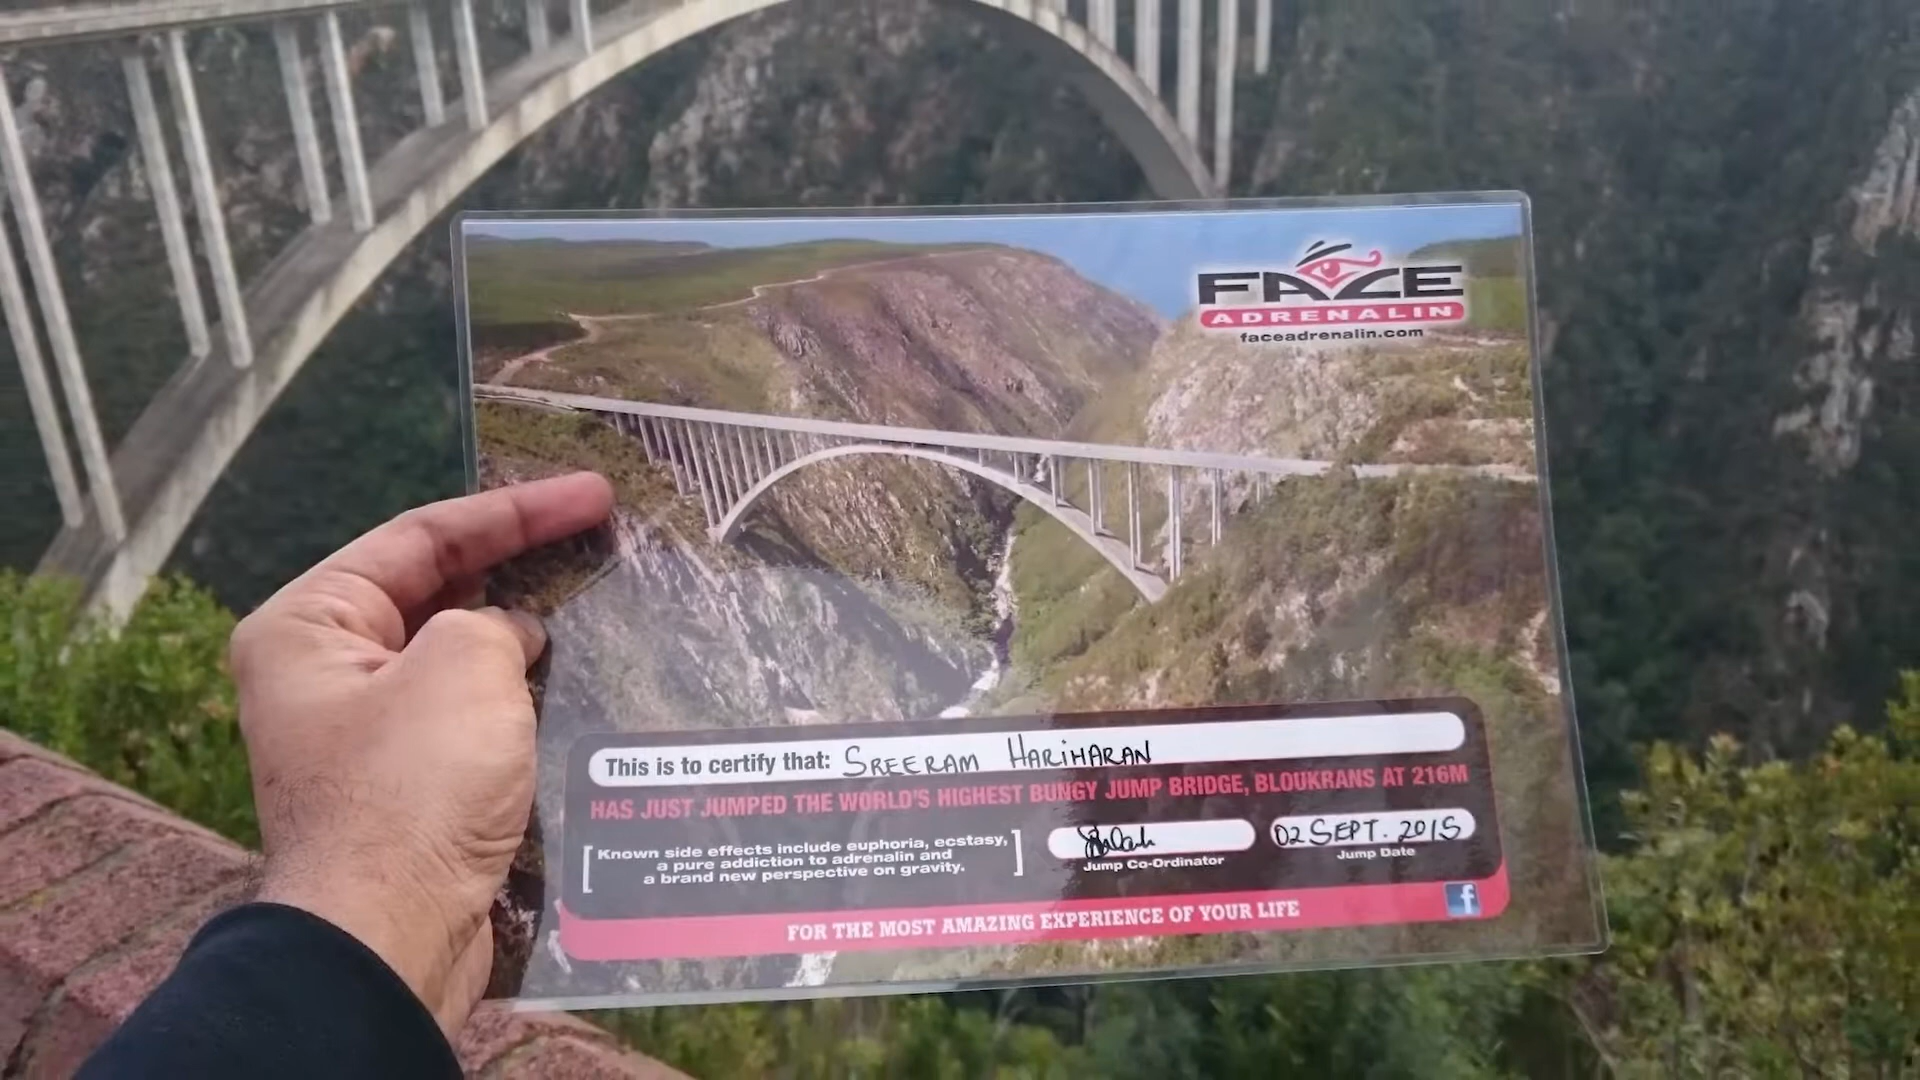 FACE
ADRENALIN
faceadrenalin.com
This is to certify that: SREERAM HARIHARAN
HAS JUST JUMPED THE WORLD'S HIGHEST BUNGY JUMP BRIDGE, BLOUKRANS AT 216M
[Known side effects include euphoria, ecstasy,
a pure addiction to adrenalin and
a brand new perspective on gravity.]
Jump Co-Ordinator
02 SEPT. 2015
Jump Date
FOR THE MOST AMAZING EXPERIENCE OF YOUR LIFE
f